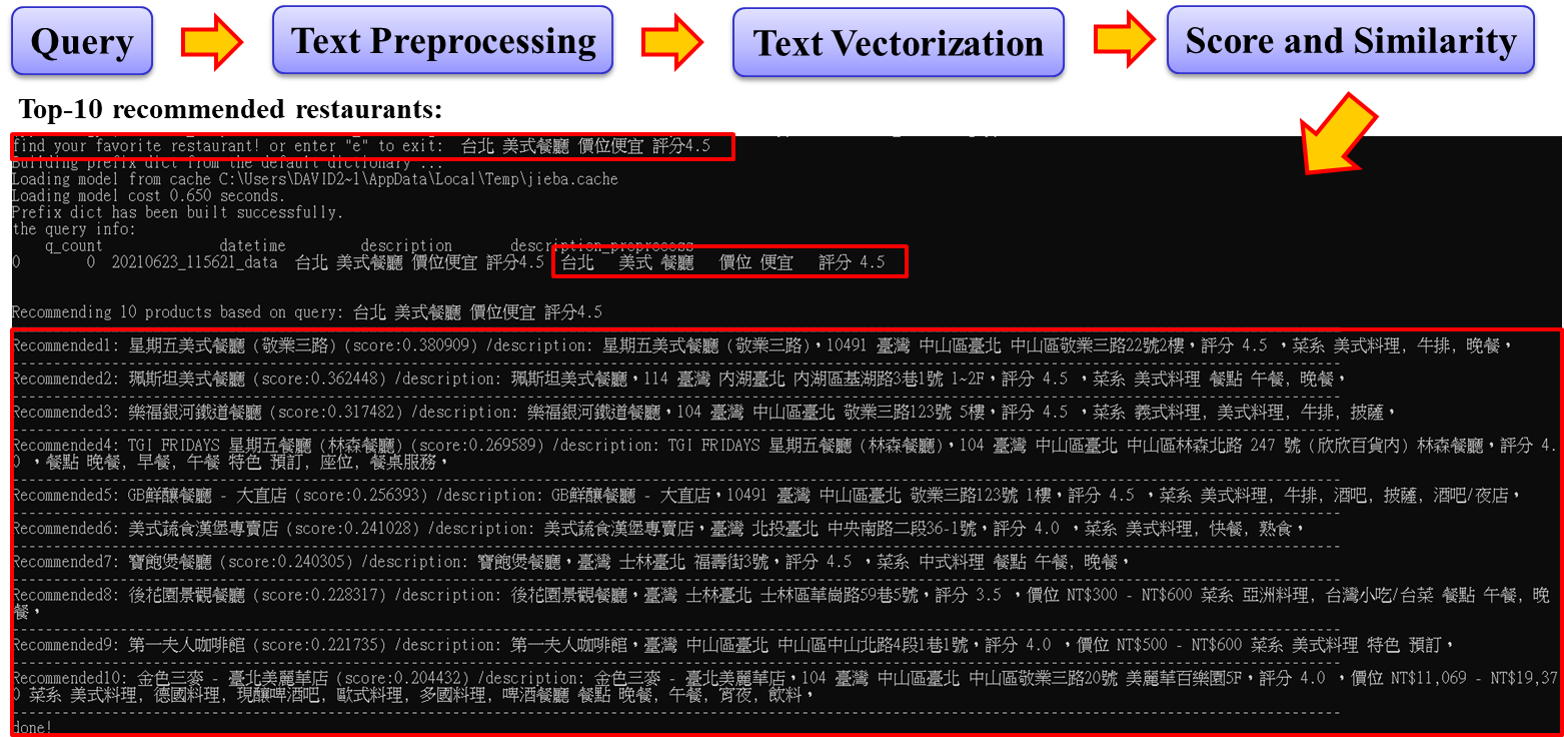 Query
Text Preprocessing
Text Vectorization
Score and Similarity
Top-10 recommended restaurants:
find your favorite restaurant! or enter "e" to exit: 台北 美式餐廳 價位便宜 評分4.5
Building prefix dict from the default dictionary ...
Loading model from cache C:\Users\DAVID2~1\AppData\Local\Temp\jieba.cache
Loading model cost 0.650 seconds.
Prefix dict has been built successfully.
the query info:
q_count datetime description description_preprocess
0 0 20210623_115621_data 台北 美式餐廳 價位便宜 評分4.5 台北 美式 餐廳 價位 便宜 評分 4.5
Recommending 10 products based on query: 台北 美式餐廳 價位便宜 評分4.5
Recommended1: 星期五美式餐廳 (敬業三路) (score:0.380909) /description: 星期五美式餐廳 (敬業三路)，10491 臺灣 中山區臺北 中山區敬業三路22號2樓，評分 4.5 ，菜系 美式料理, 牛排, 晚餐，
Recommended2: 珮斯坦美式餐廳 (score:0.362448) /description: 珮斯坦美式餐廳，114 臺灣 内湖臺北 内湖區基湖路3巷1號 1~2F，評分 4.5 ，菜系 美式料理 餐點 午餐, 晚餐，
Recommended3: 樂福銀河鐵道餐廳 (score:0.317482) /description: 樂福銀河鐵道餐廳，104 臺灣 中山區臺北 敬業三路123號 5樓，評分 4.5 ，菜系 義式料理, 美式料理, 牛排, 披薩，
Recommended4: TGI FRIDAYS 星期五餐廳 (林森餐廳) (score:0.269589) /description: TGI FRIDAYS 星期五餐廳 (林森餐廳)，104 臺灣 中山區臺北 中山區林森北路 247 號 (欣欣百貨内) 林森餐廳，評分 4.
0 ，餐點 晚餐, 早餐, 午餐 特色 預訂, 座位, 餐桌服務，
Recommended5: GB鮮釀餐廳 - 大直店 (score:0.256393) /description: GB鮮釀餐廳 - 大直店，10491 臺灣 中山區臺北 敬業三路123號 1樓，評分 4.5 ，菜系 美式料理, 牛排, 酒吧, 披薩, 酒吧/夜店，
Recommended6: 美式蔬食漢堡專賣店 (score:0.241028) /description: 美式蔬食漢堡專賣店，臺灣 北投臺北 中央南路二段36-1號，評分 4.0 ，菜系 美式料理, 快餐, 熟食，
Recommended7: 寶飽煲餐廳 (score:0.240305) /description: 寶飽煲餐廳，臺灣 士林臺北 福壽街3號，評分 4.5 ，菜系 中式料理 餐點 午餐, 晚餐，
Recommended8: 後花園景觀餐廳 (score:0.228317) /description: 後花園景觀餐廳，臺灣 士林臺北 士林區華崗路59巷5號，評分 3.5 ，價位 NT$300 - NT$600 菜系 亞洲料理, 台灣小吃/台菜 餐點 午餐, 晚
餐，
Recommended9: 第一夫人咖啡館 (score:0.221735) /description: 第一夫人咖啡館，臺灣 中山區臺北 中山區中山北路4段1巷1號，評分 4.0 ，價位 NT$500 - NT$600 菜系 美式料理 特色 預訂，
Recommended10: 金色三麥 - 臺北美麗華店 (score:0.204432) /description: 金色三麥 - 臺北美麗華店，104 臺灣 中山區臺北 中山區敬業三路20號 美麗華百樂園5F，評分 4.0 ，價位 NT$11,069 - NT$19,37
0 菜系 美式料理, 德國料理, 現釀啤酒吧, 歐式料理, 多國料理, 啤酒餐廳 餐點 晚餐, 午餐, 宵夜, 飲料，
done!